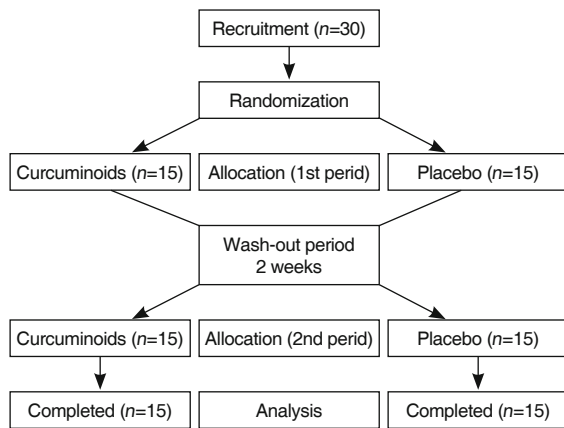 Recruitment (n=30)
Randomization
Curcuminoids (n=15)
Allocation (1st perid)
Placebo (n=15)
Wash-out period
2 weeks
Curcuminoids (n=15)
Allocation (2nd perid)
Placebo (n=15)
Completed (n=15)
Analysis
Completed (n=15)